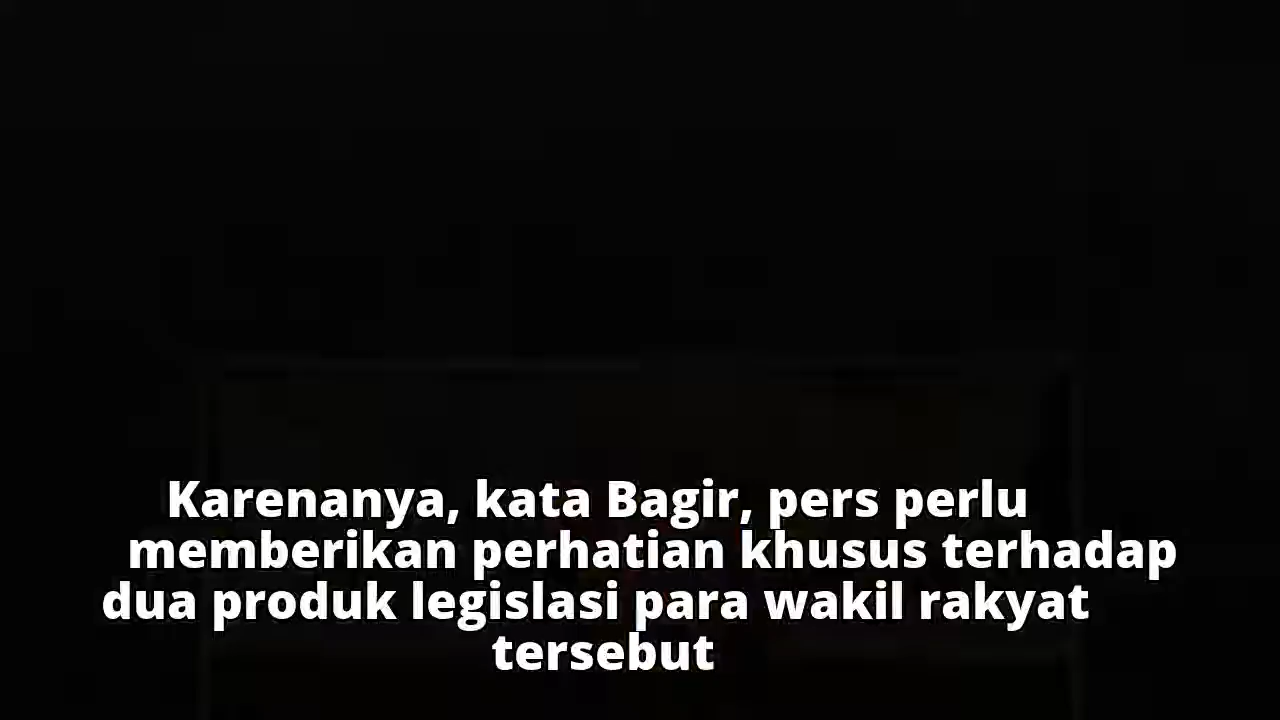 Karenanya, kata Bagir, pers perlu
memberikan perhatian khusus terhadap
dua produk legislasi para wakil rakyat
tersebut